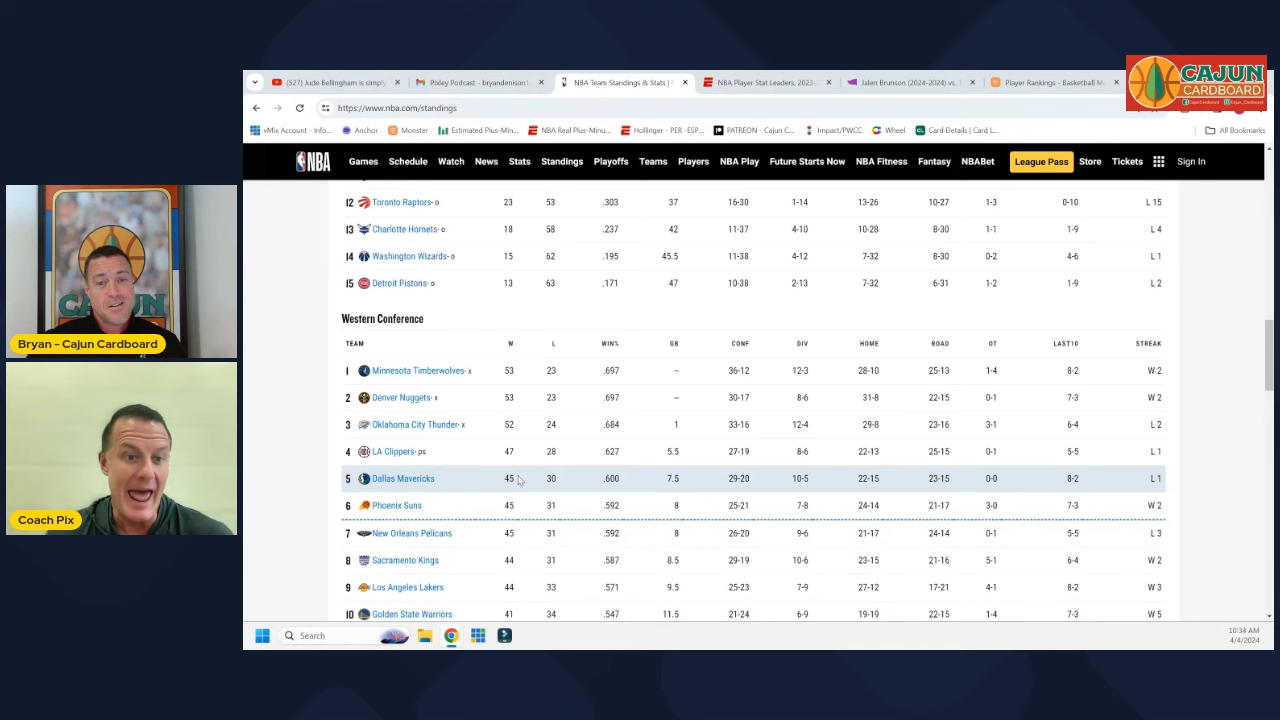 CAJUN
CARDBOARD
CajunCardboard
Cajun_Cardboard
(527) Jude Bellingham is simply
Pixley Podcast - bryandenison
NBA Team Standings & Stats |
NBA Player Stat Leaders, 2023-
Jalen Brunson (2024-2024) vs.
Player Rankings - Basketball M
https://www.nba.com/standings
vMix Account - Info...
Anchor
Monster
Estimated Plus-Min...
NBA Real Plus-Minu...
Hollinger - PER -ESP...
PATREON - Cajun C...
Impact/PWCC
Wheel
Card Details | Card L...
All Bookmarks
NBA
Games Schedule Watch News Stats Standings Playoffs Teams Players NBA Play Future Starts Now NBA Fitness Fantasy NBABet League Pass Store Tickets Sign In
12 Toronto Raptors - o 23 53 .303 37 16-30 1-14 13-26 10-27 1-3 0-10 L 15
13 Charlotte Hornets - o 18 58 .237 42 11-37 4-10 10-28 8-30 1-1 1-9 L 4
14 Washington Wizards - o 15 62 .195 45.5 11-38 4-12 7-32 8-30 0-2 4-6 L 1
15 Detroit Pistons - o 13 63 .171 47 10-38 2-13 7-32 6-31 1-2 1-9 L 2
Western Conference
TEAM W L WIN% GB CONF DIV HOME ROAD OT LAST10 STREAK
1 Minnesota Timberwolves - x 53 23 .697 -- 36-12 12-3 28-10 25-13 1-4 8-2 W 2
2 Denver Nuggets - x 53 23 .697 -- 30-17 8-6 31-8 22-15 0-1 7-3 W 2
3 Oklahoma City Thunder - x 52 24 .684 1 33-16 12-4 29-8 23-16 3-1 6-4 L 2
4 LA Clippers - ps 47 28 .627 5.5 27-19 8-6 22-13 25-15 0-1 5-5 L 1
5 Dallas Mavericks 45 30 .600 7.5 29-20 10-5 22-15 23-15 0-0 8-2 L 1
6 Phoenix Suns 45 31 .592 8 25-21 7-8 24-14 21-17 3-0 7-3 W 2
7 New Orleans Pelicans 45 31 .592 8 26-20 9-6 21-17 24-14 0-1 5-5 L 3
8 Sacramento Kings 44 31 .587 8.5 29-19 10-6 23-15 21-16 5-1 6-4 W 2
9 Los Angeles Lakers 44 33 .571 9.5 25-23 7-9 27-12 17-21 4-1 8-2 W 3
10 Golden State Warriors 41 34 .547 11.5 21-24 6-9 19-19 22-15 1-4 7-3 W 5
Bryan - Cajun Cardboard
Coach Pix
Search
10:34 AM
4/4/2024